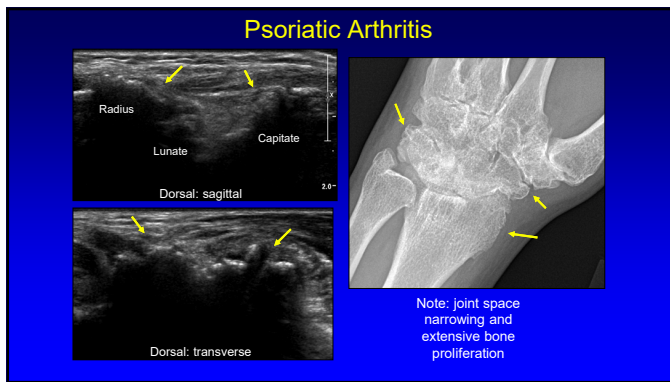 Psoriatic Arthritis
Radius
Lunate
Capitate
x
2.0
Dorsal: sagittal
Dorsal: transverse
Note: joint space
narrowing and
extensive bone
proliferation